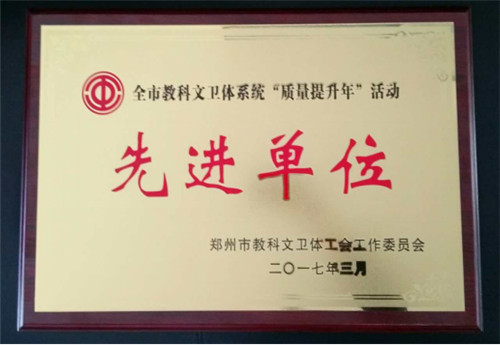 全市教科文卫体系统“质量提升年”活动
先进单位
郑州市教科文卫体工会工作委员会
二〇一七年三月